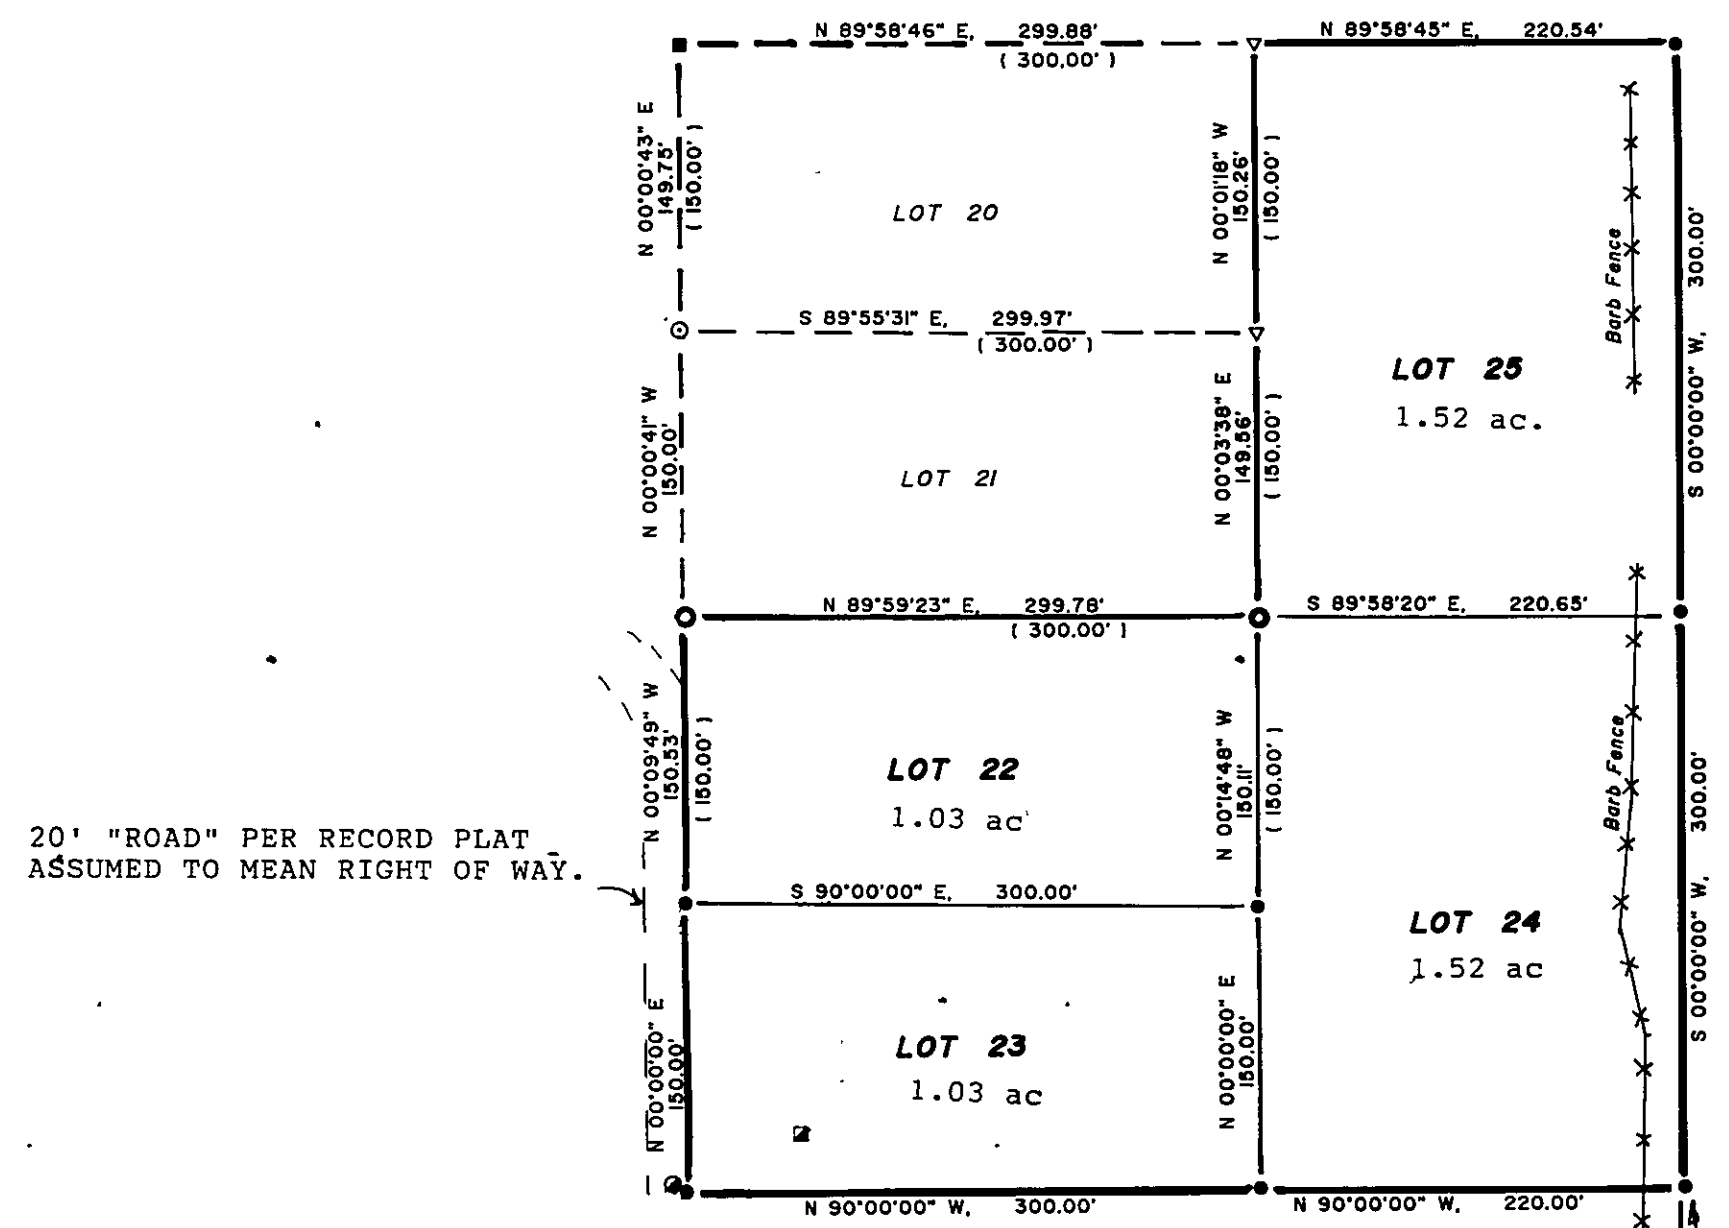 N 89°58'46" E, 299.88'
( 300.00' )
N 89°58'45" E, 220.54'
N 00°00'43" E
149.75'
( 150.00' )
LOT 20
N 00°01'18" W
150.26'
( 150.00' )
Barb Fence
S 00°00'00" W, 300.00'
S 89°55'31" E, 299.97'
( 300.00' )
LOT 25
1.52 ac.
N 00°00'41" W
150.00'
LOT 21
N 00°03'38" E
149.56'
( 150.00' )
N 89°59'23" E, 299.78'
( 300.00' )
S 89°58'20" E, 220.65'
N 00°09'49" W
150.53'
( 150.00' )
LOT 22
1.03 ac
N 00°14'48" W
150.11'
( 150.00' )
Barb Fence
S 00°00'00" W, 300.00'
20' "ROAD" PER RECORD PLAT
ASSUMED TO MEAN RIGHT OF WAY.
S 90°00'00" E, 300.00'
LOT 24
1.52 ac
N 00°00'00" E
150.00'
LOT 23
1.03 ac
N 00°00'00" E
150.00'
N 90°00'00" W, 300.00'
N 90°00'00" W, 220.00'